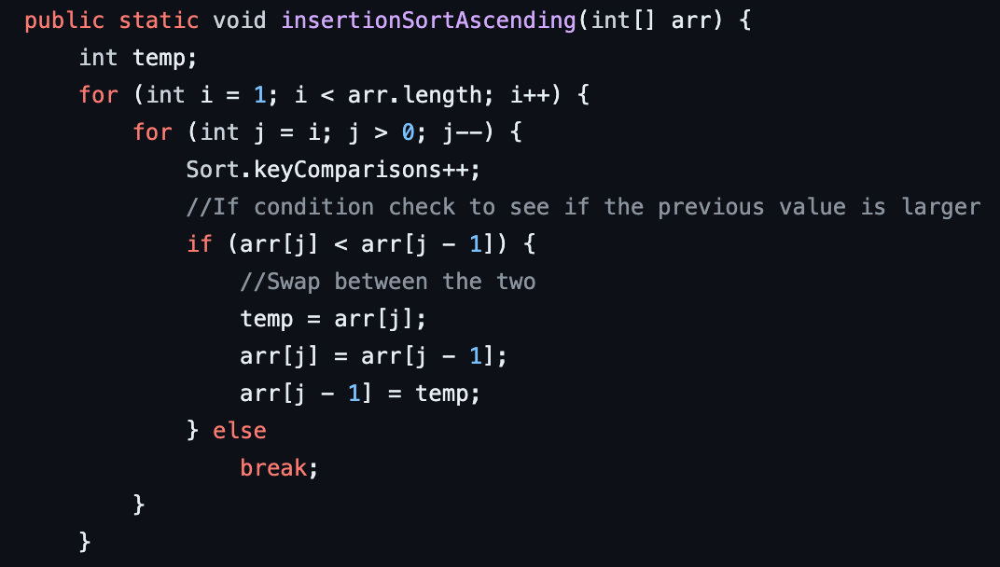 public static void insertionSortAscending(int[] arr) {
    int temp;
    for (int i = 1; i < arr.length; i++) {
        for (int j = i; j > 0; j--) {
            Sort.keyComparisons++;
            //If condition check to see if the previous value is larger
            if (arr[j] < arr[j - 1]) {
                //Swap between the two
                temp = arr[j];
                arr[j] = arr[j - 1];
                arr[j - 1] = temp;
            } else
                break;
        }
    }